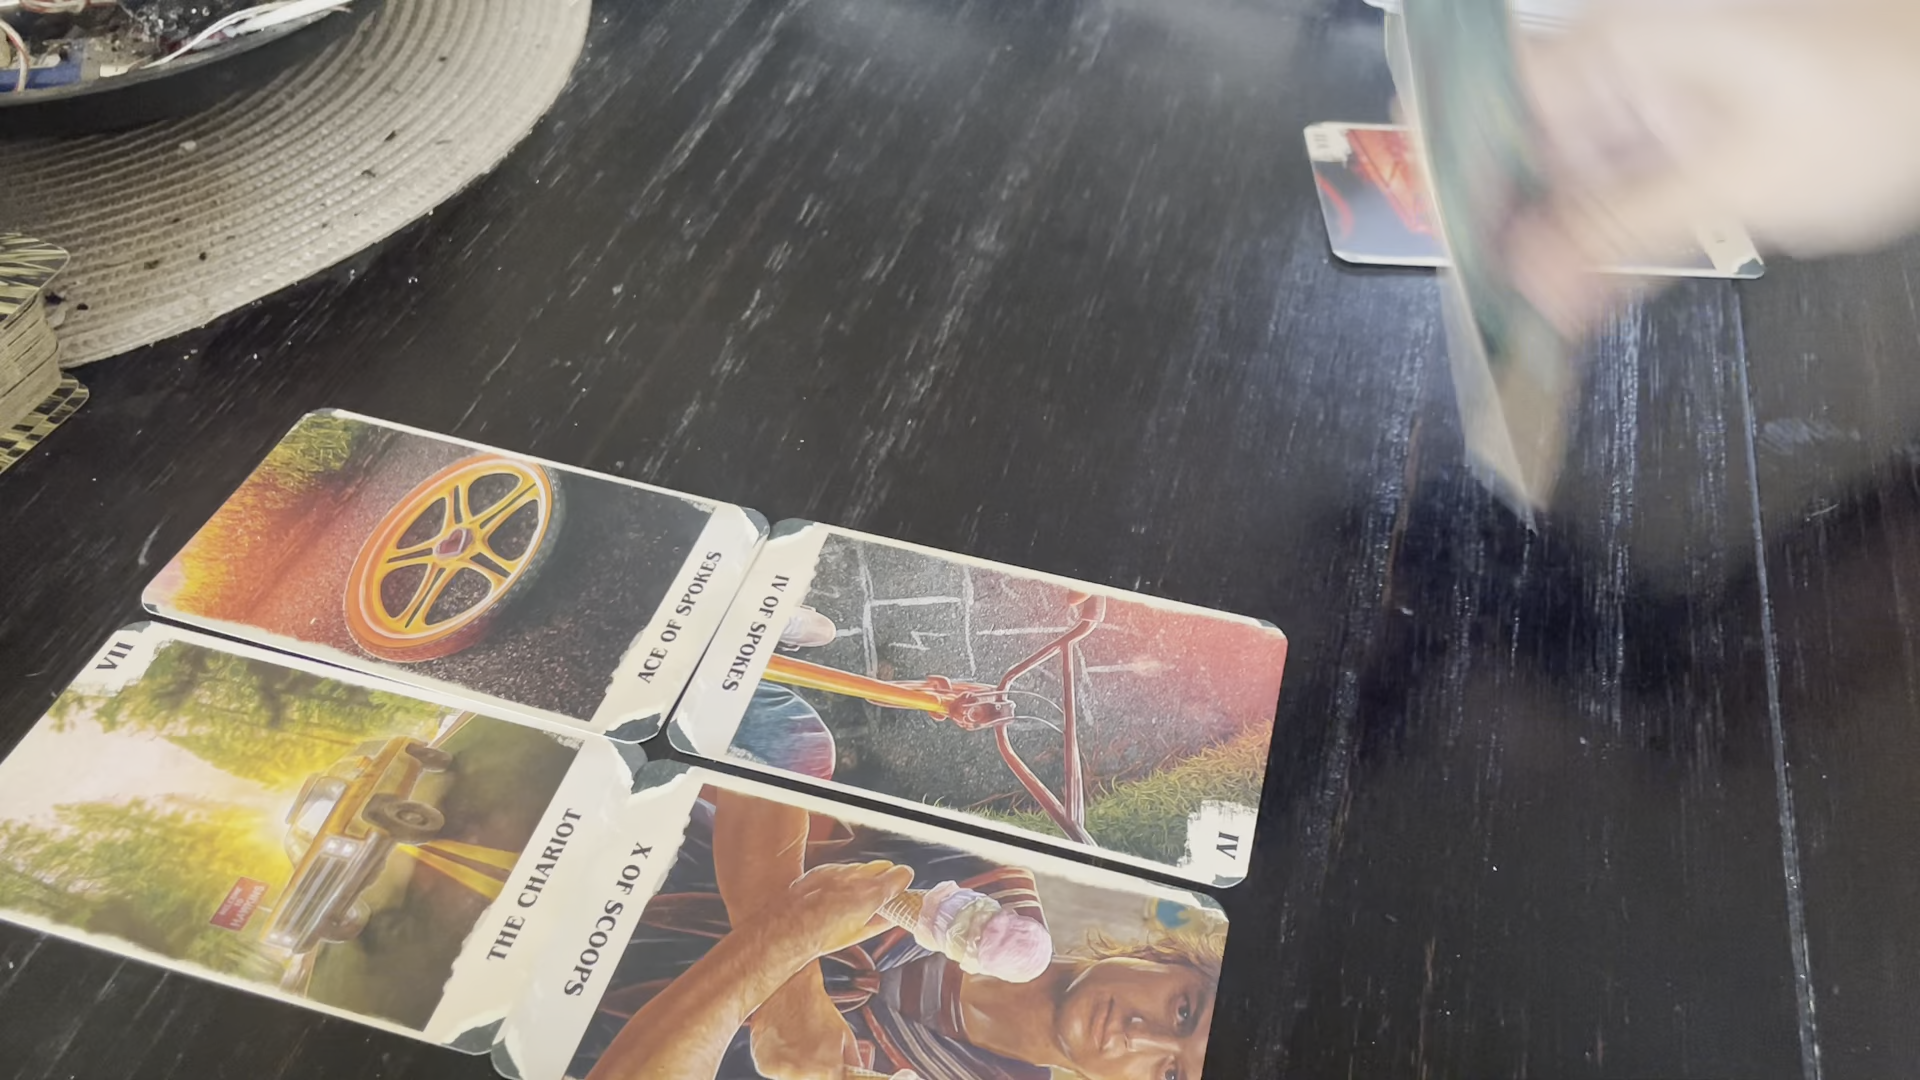 ACE OF SPOKES
IV OF SPOKES
IV
VII
THE CHARIOT
X OF SCOOPS